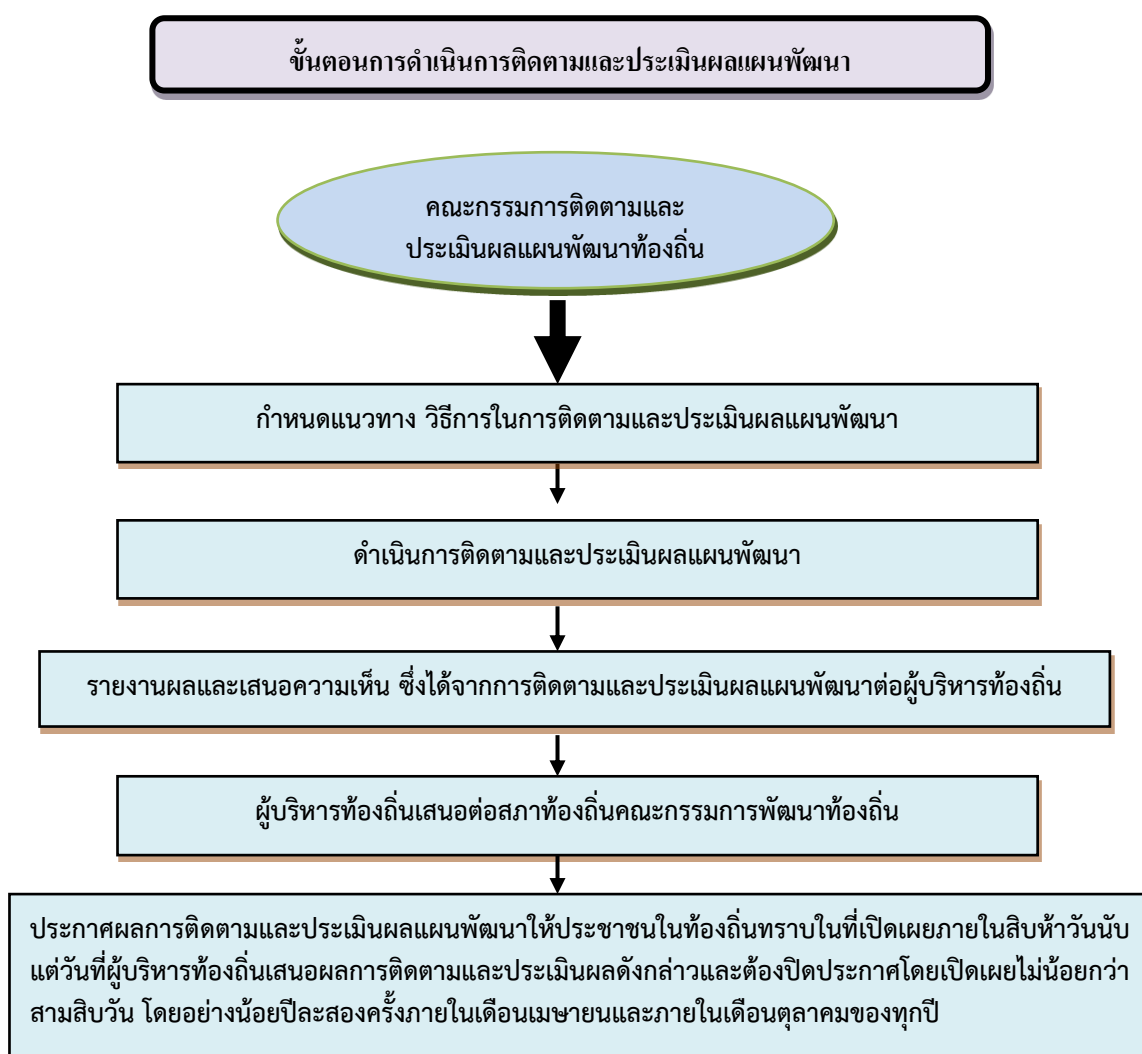 ขั้นตอนการดำเนินการติดตามและประเมินผลแผนพัฒนา
คณะกรรมการติดตามและ
ประเมินผลแผนพัฒนาท้องถิ่น
กำหนดแนวทาง วิธีการในการติดตามและประเมินผลแผนพัฒนา
ดำเนินการติดตามและประเมินผลแผนพัฒนา
รายงานผลและเสนอความเห็น ซึ่งได้จากการติดตามและประเมินผลแผนพัฒนาต่อผู้บริหารท้องถิ่น
ผู้บริหารท้องถิ่นเสนอต่อสภาท้องถิ่นคณะกรรมการพัฒนาท้องถิ่น
ประกาศผลการติดตามและประเมินผลแผนพัฒนาให้ประชาชนในท้องถิ่นทราบในที่เปิดเผยภายในสิบห้าวันนับ
แต่วันที่ผู้บริหารท้องถิ่นเสนอผลการติดตามและประเมินผลดังกล่าวและต้องปิดประกาศโดยเปิดเผยไม่น้อยกว่า
สามสิบวัน โดยอย่างน้อยปีละสองครั้งภายในเดือนเมษายนและภายในเดือนตุลาคมของทุกปี